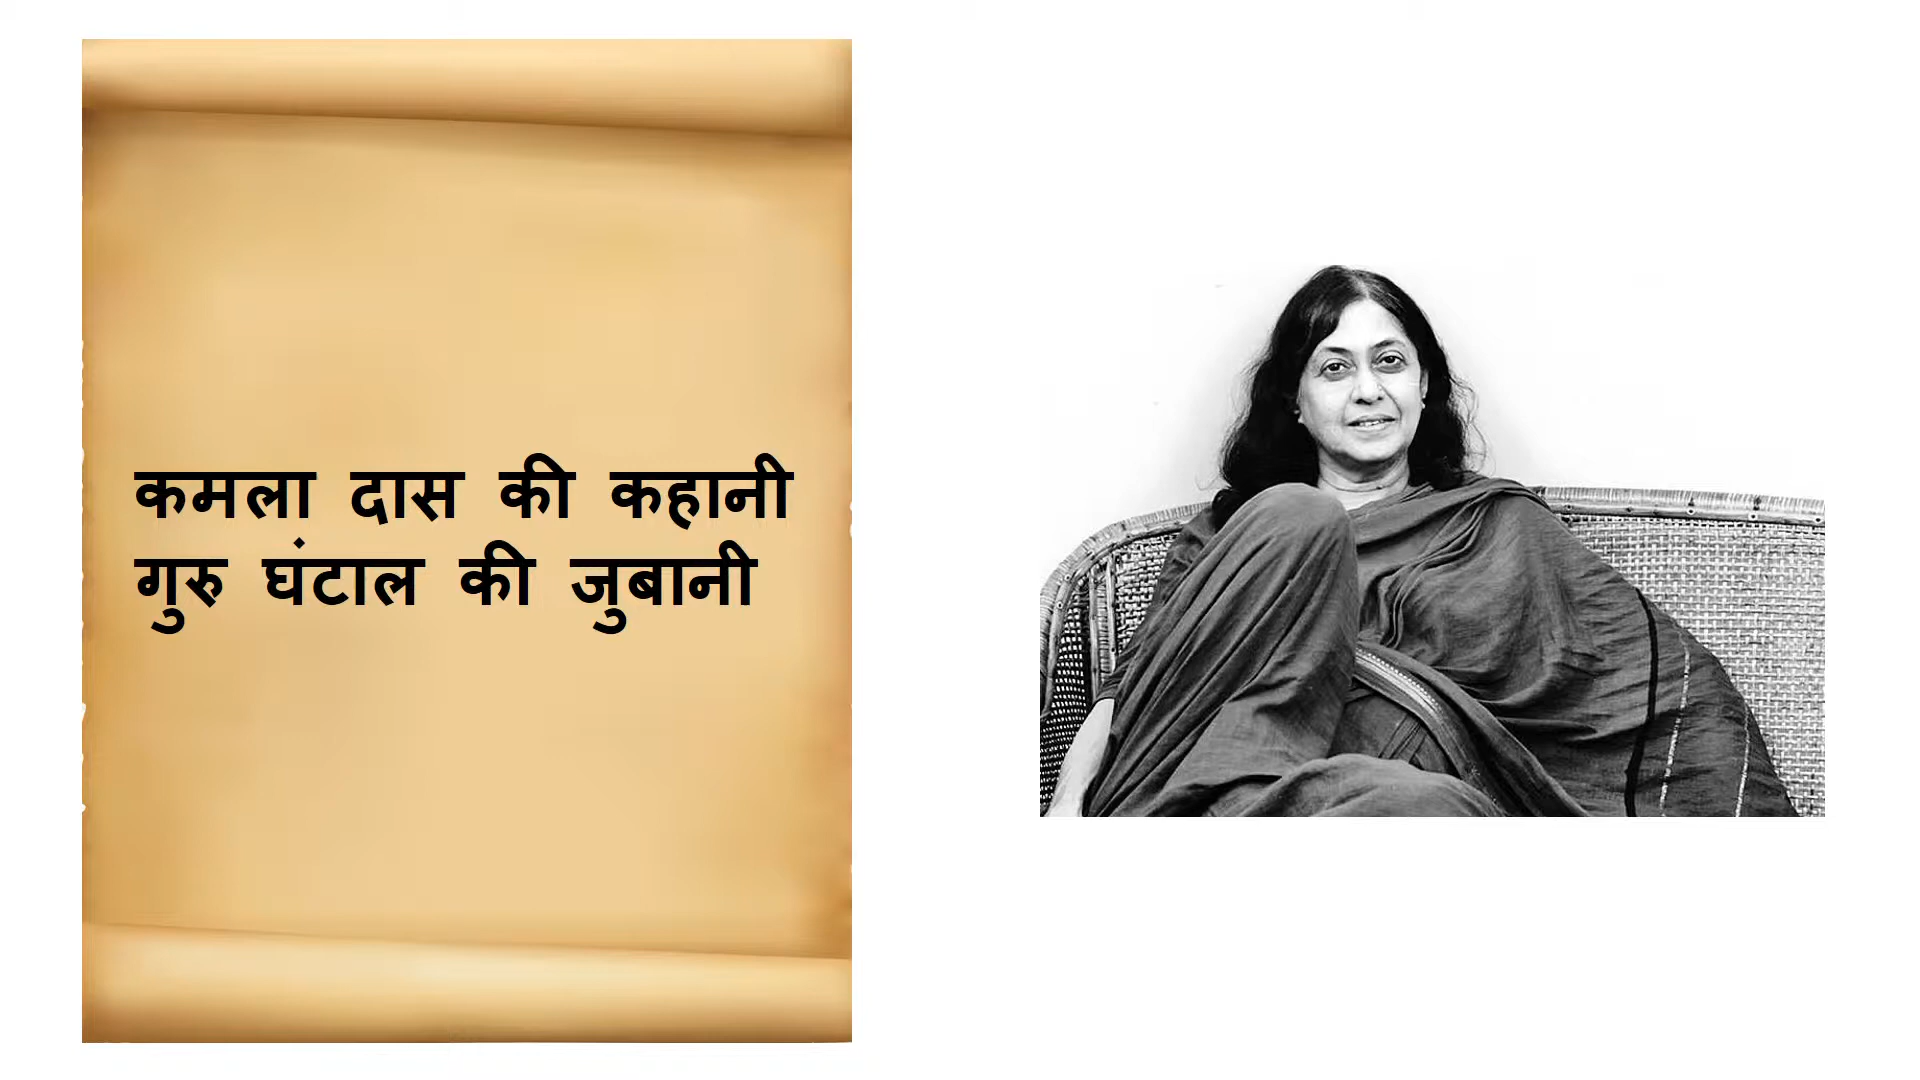 कमला दास की कहानी
गुरु घंटाल की जुबानी